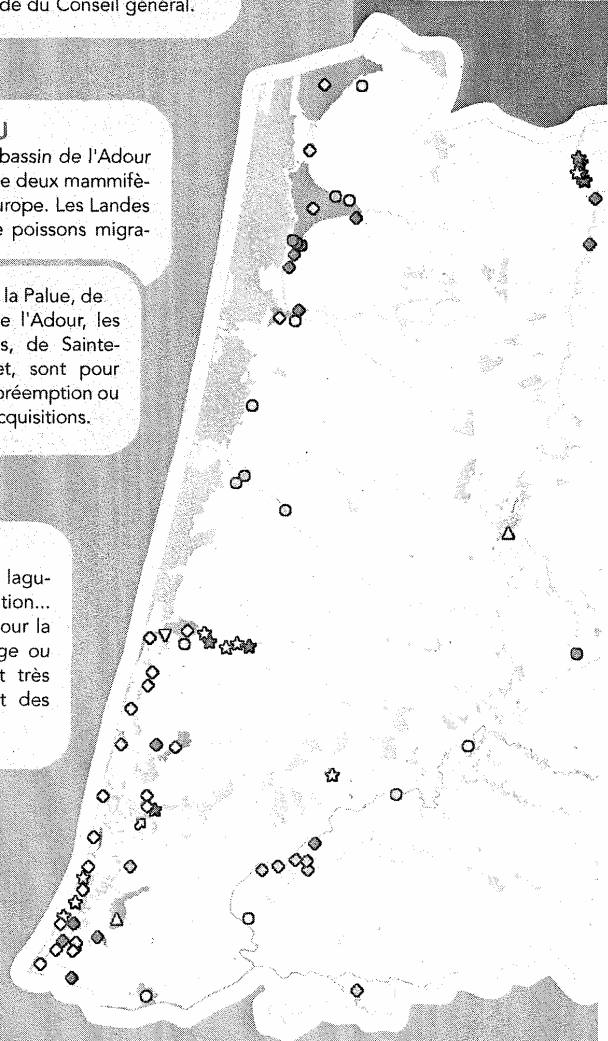 de du Conseil général.
U
bassin de l'Adour
e deux mammifè-
urope. Les Landes
e poissons migra-
la Palue, de
e l'Adour, les
s, de Sainte-
et, sont pour
préemption ou
cquisitions.
lagu-
tion...
our la
ge ou
t très
t des